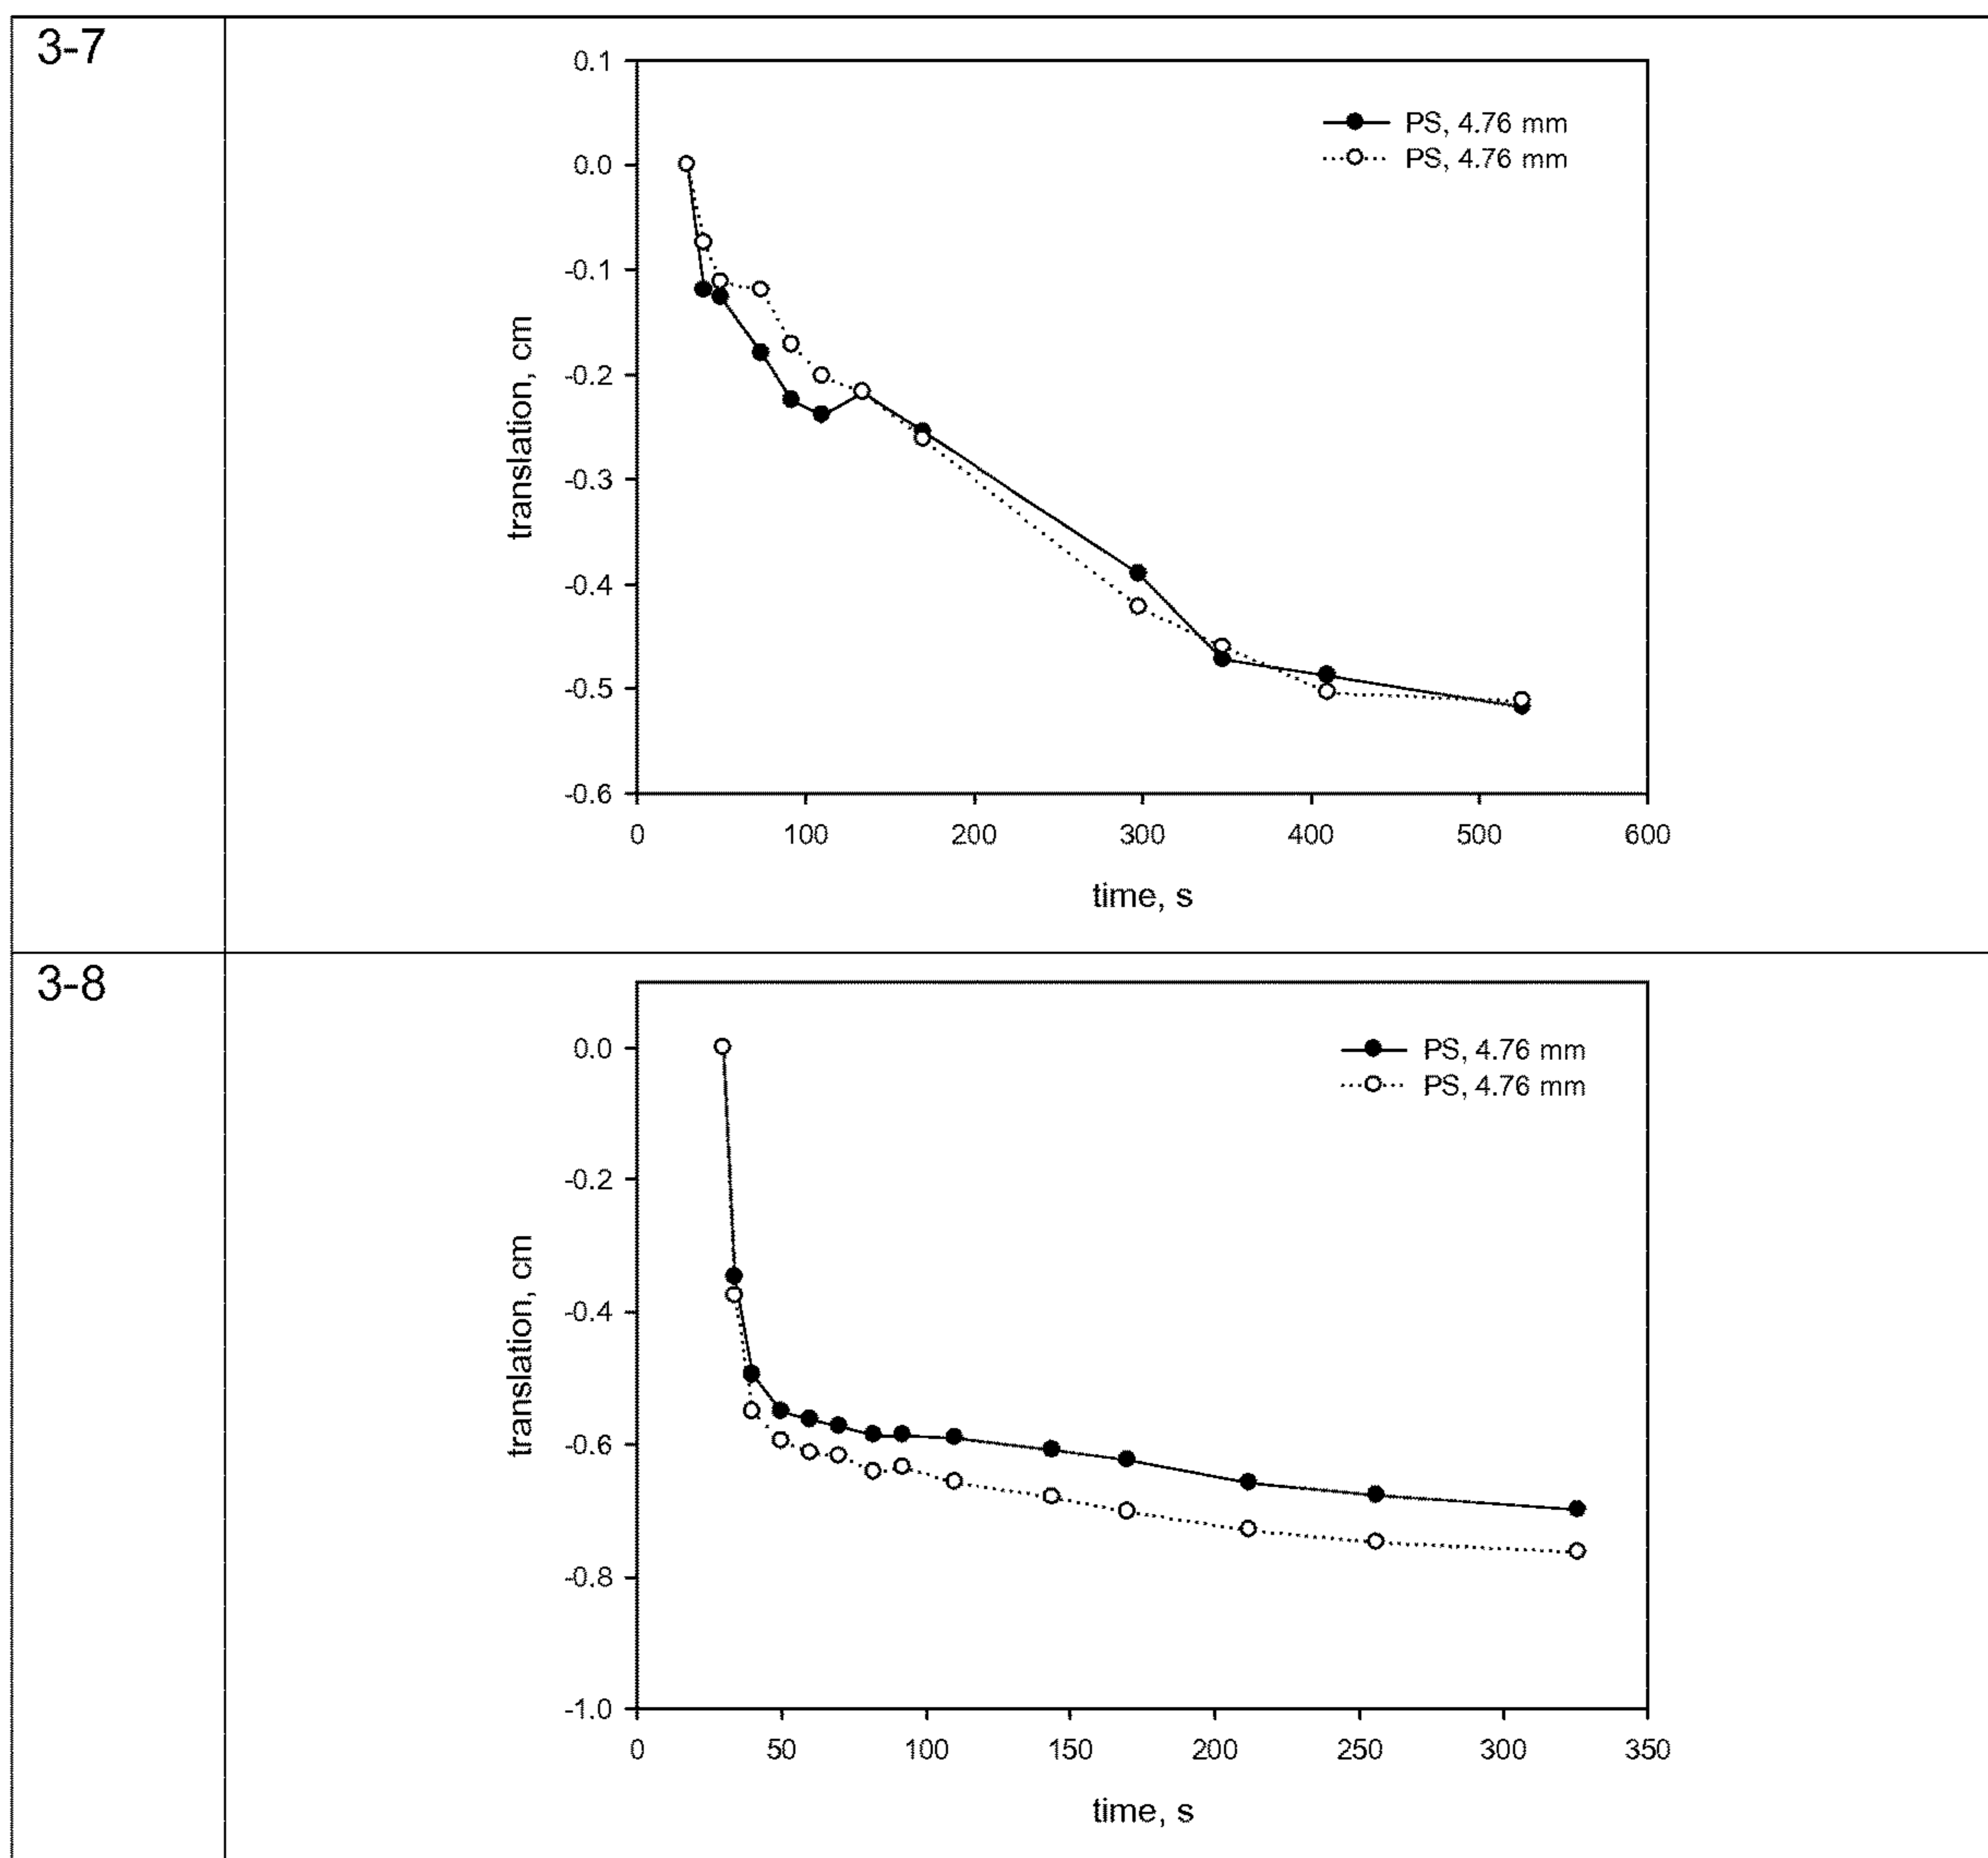 3-7
0.1
0.0
-0.1
-0.2
-0.3
-0.4
-0.5
-0.6
translation, cm
PS, 4.76 mm
PS, 4.76 mm
0 100 200 300 400 500 600
time, s
3-8
0.0
-0.2
-0.4
-0.6
-0.8
-1.0
translation, cm
PS, 4.76 mm
PS, 4.76 mm
0 50 100 150 200 250 300 350
time, s